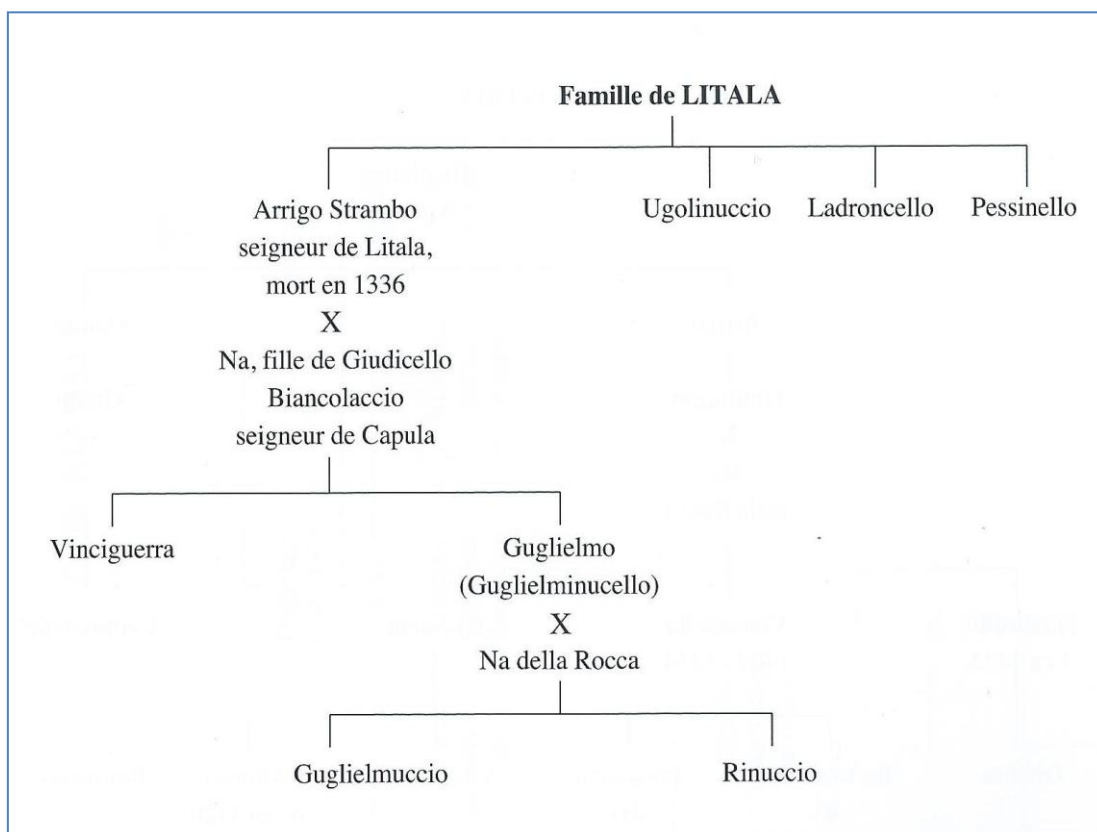 Famille de LITALA
Arrigo Strambo
seigneur de Litala,
mort en 1336
X
Na, fille de Giudicello
Biancolaccio
seigneur de Capula
Ugolinuccio
Ladroncello
Pessinello
Vinciguerra
Guglielmo
(Guglielminucello)
X
Na della Rocca
Guglielmuccio
Rinuccio